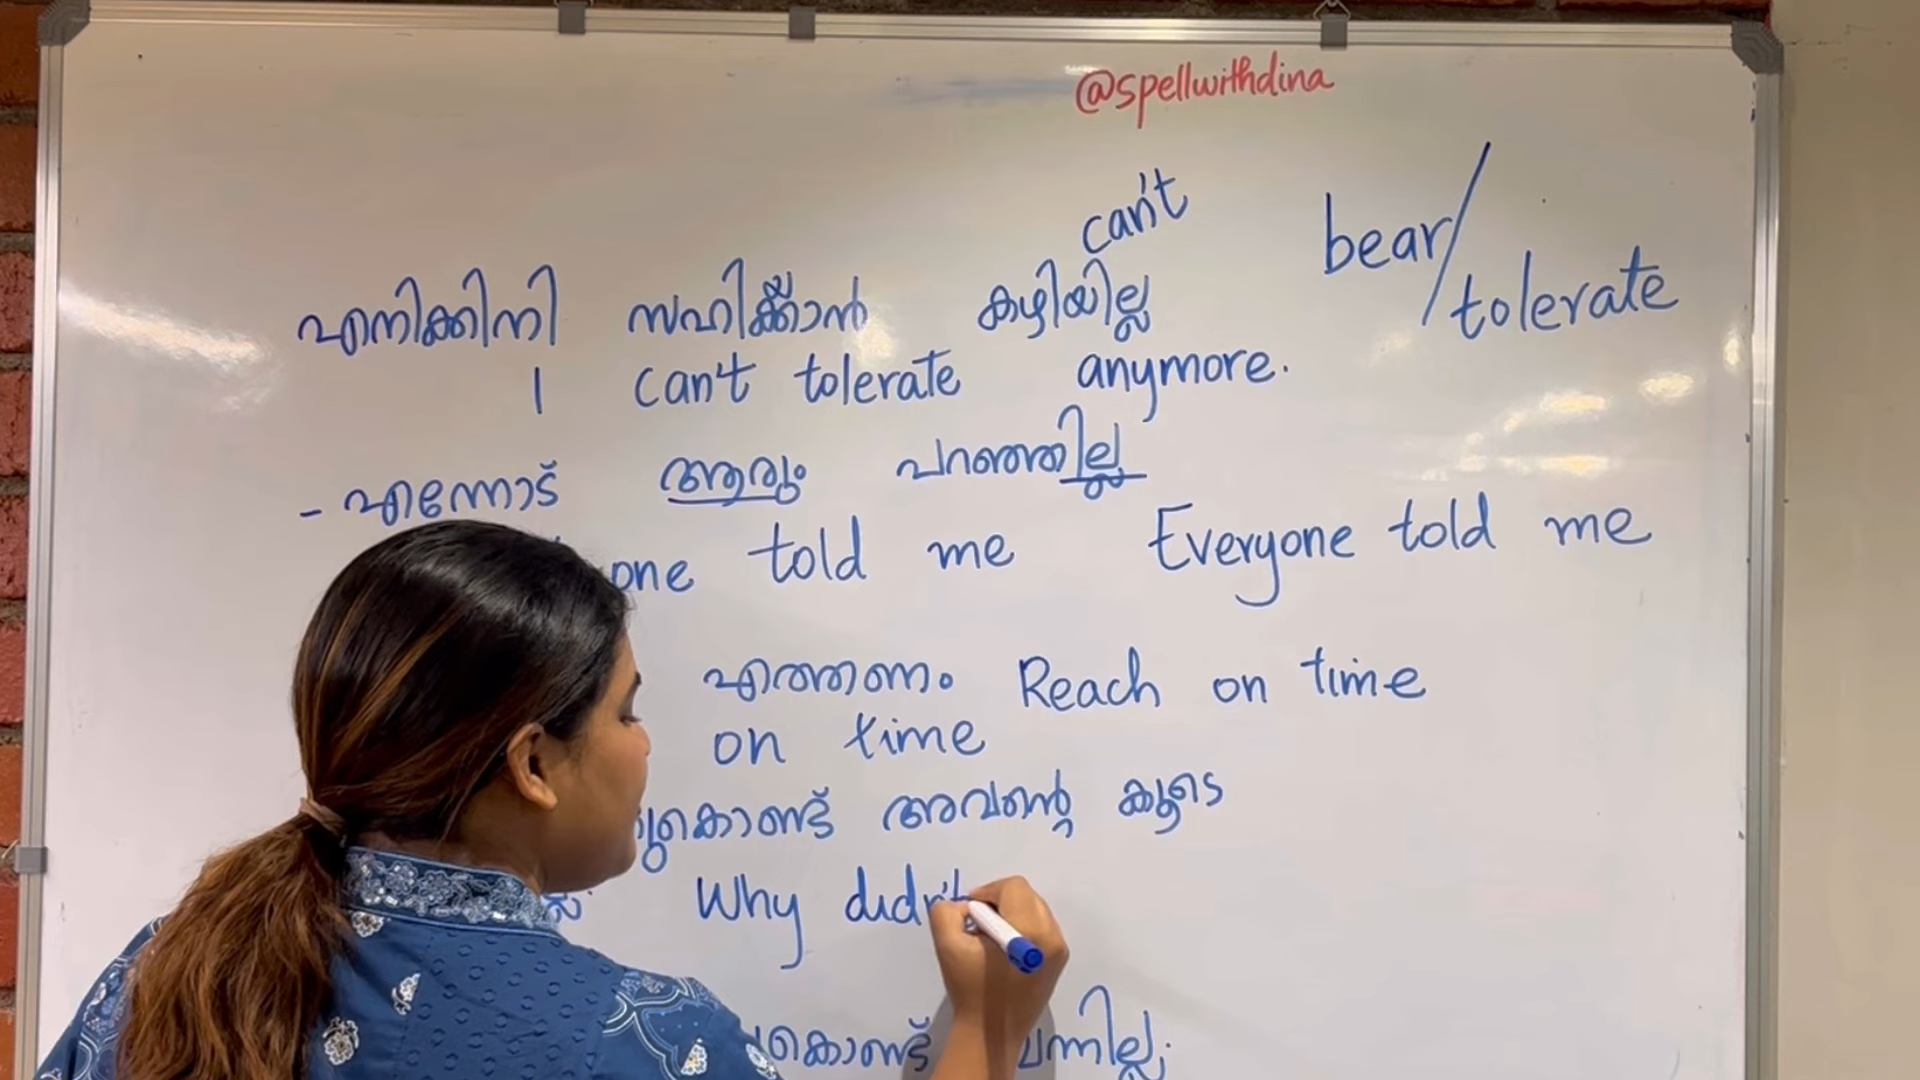 @spellwithdina
can't
bear/
tolerate
എനിക്കിനി സഹിക്കാൻ കഴിയില്ല
I can't tolerate anymore.
- എന്നോട് ആരും പറഞ്ഞില്ല
one told me Everyone told me
എത്തണം Reach on time
on time
അവന്റെ കൂടെ
Why didn't
വന്നില്ല;